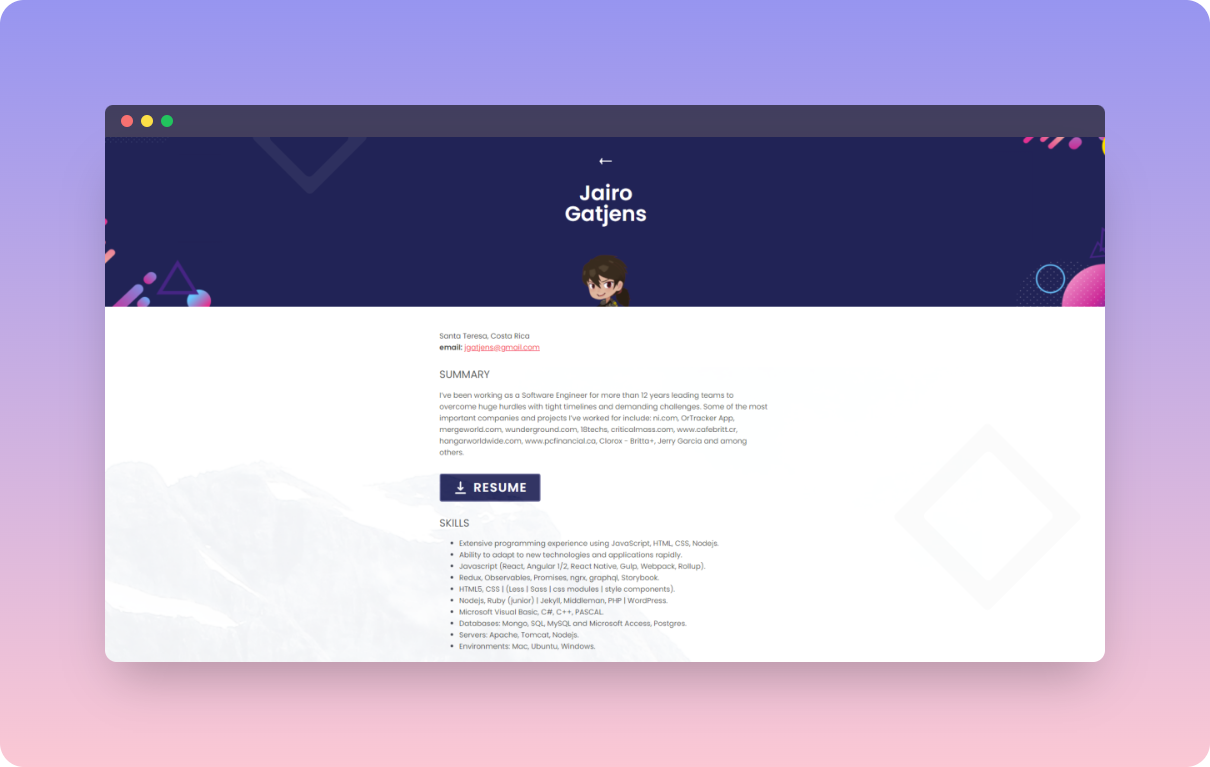 Jairo
Gatjens
Santa Teresa, Costa Rica
email: jgatjens@gmail.com
SUMMARY
I've been working as a Software Engineer for more than 12 years leading teams to
overcome huge hurdles with tight timelines and demanding challenges. Some of the most
important companies and projects I've worked for include: ni.com, OrTracker App,
mergeworld.com, wunderground.com, 18techs, criticalmass.com, www.cafebritt.cr,
hangarworldwide.com, www.pcfinancial.ca, Clorox - Britta+, Jerry Garcia and among
others.
RESUME
SKILLS
• Extensive programming experience using JavaScript, HTML, CSS, Nodejs.
• Ability to adapt to new technologies and applications rapidly.
• Javascript (React, Angular 1/2, React Native, Gulp, Webpack, Rollup).
• Redux, Observables, Promises, ngrx, graphql, Storybook.
• HTML5, CSS | (Less | Sass | css modules | style components).
• Nodejs, Ruby (junior) | Jekyll, Middleman, PHP | WordPress.
• Microsoft Visual Basic, C#, C++, PASCAL.
• Databases: Mongo, SQL, MySQL and Microsoft Access, Postgres.
• Servers: Apache, Tomcat, Nodejs.
• Environments: Mac, Ubuntu, Windows.